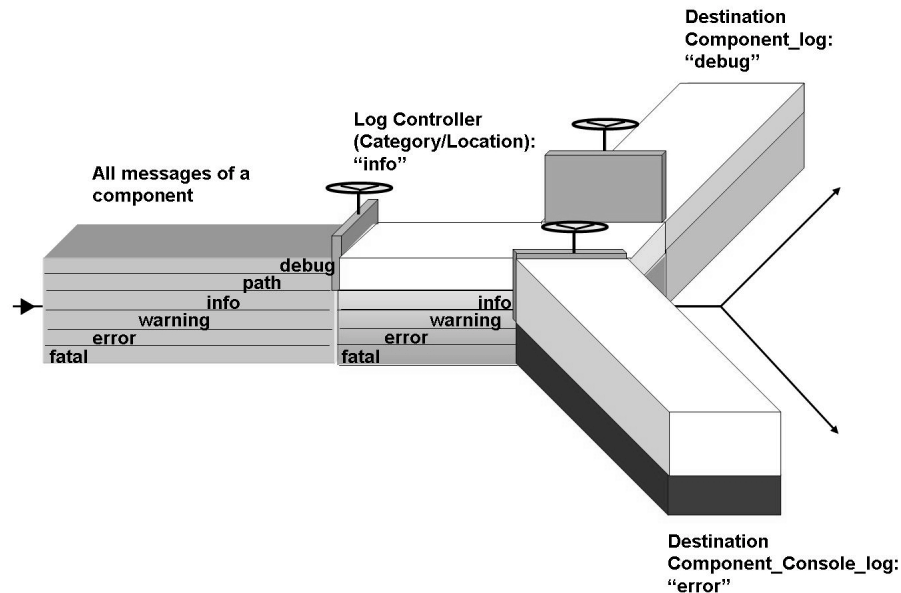 Destination
Component_log:
“debug”
Log Controller
(Category/Location):
“info”
All messages of a
component
debug
path
info
warning
error
fatal
info
warning
error
fatal
Destination
Component_Console_log:
“error”